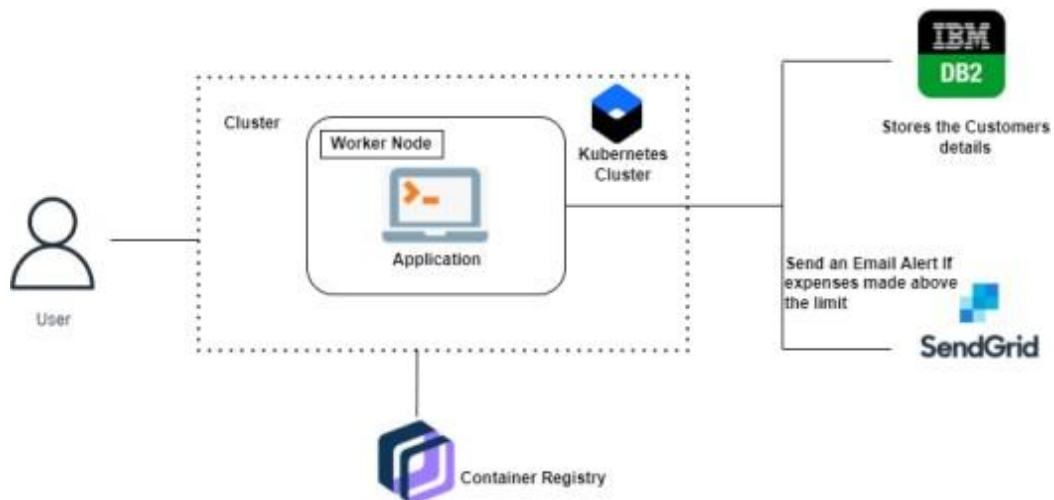 IBM
DB2
Stores the Customers
details
Cluster
Worker Node
Kubernetes
Cluster
Application
User
Send an Email Alert If
expenses made above
the limit
SendGrid
Container Registry